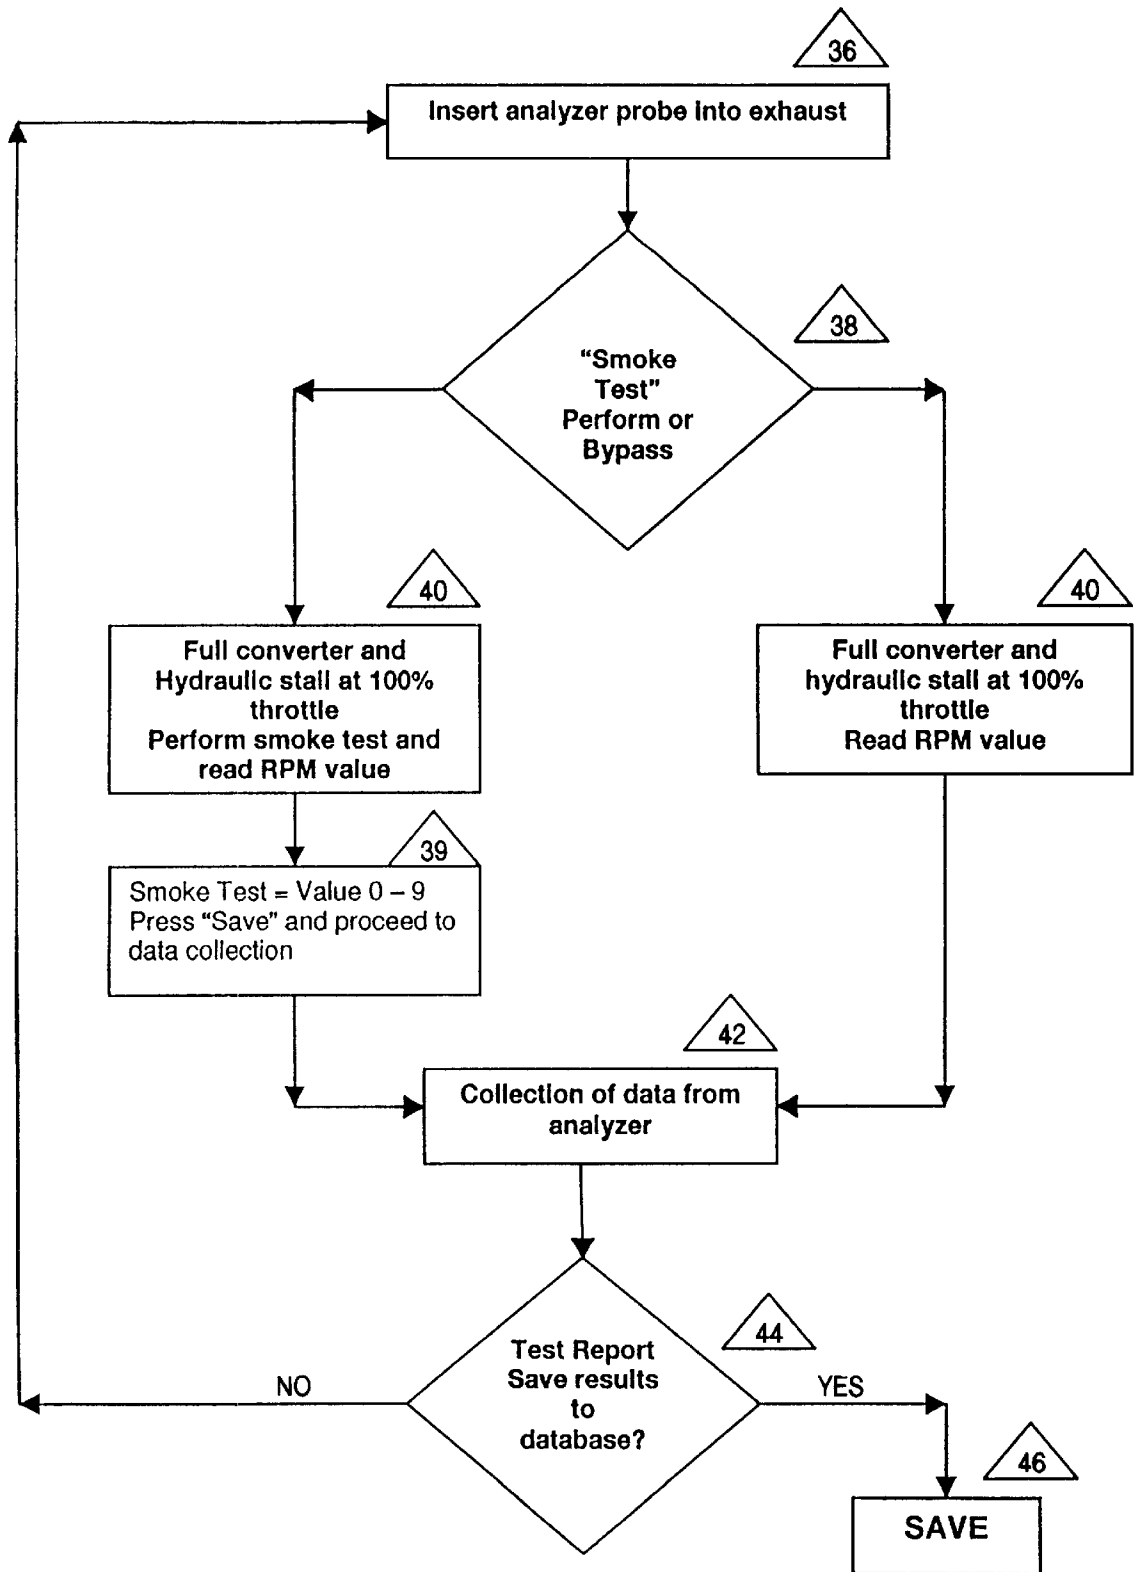 36
Insert analyzer probe into exhaust
38
“Smoke
Test”
Perform or
Bypass
40
Full converter and
Hydraulic stall at 100%
throttle
Perform smoke test and
read RPM value
40
Full converter and
hydraulic stall at 100%
throttle
Read RPM value
39
Smoke Test = Value 0 – 9
Press “Save” and proceed to
data collection
42
Collection of data from
analyzer
44
Test Report
Save results
to
database?
NO
YES
46
SAVE